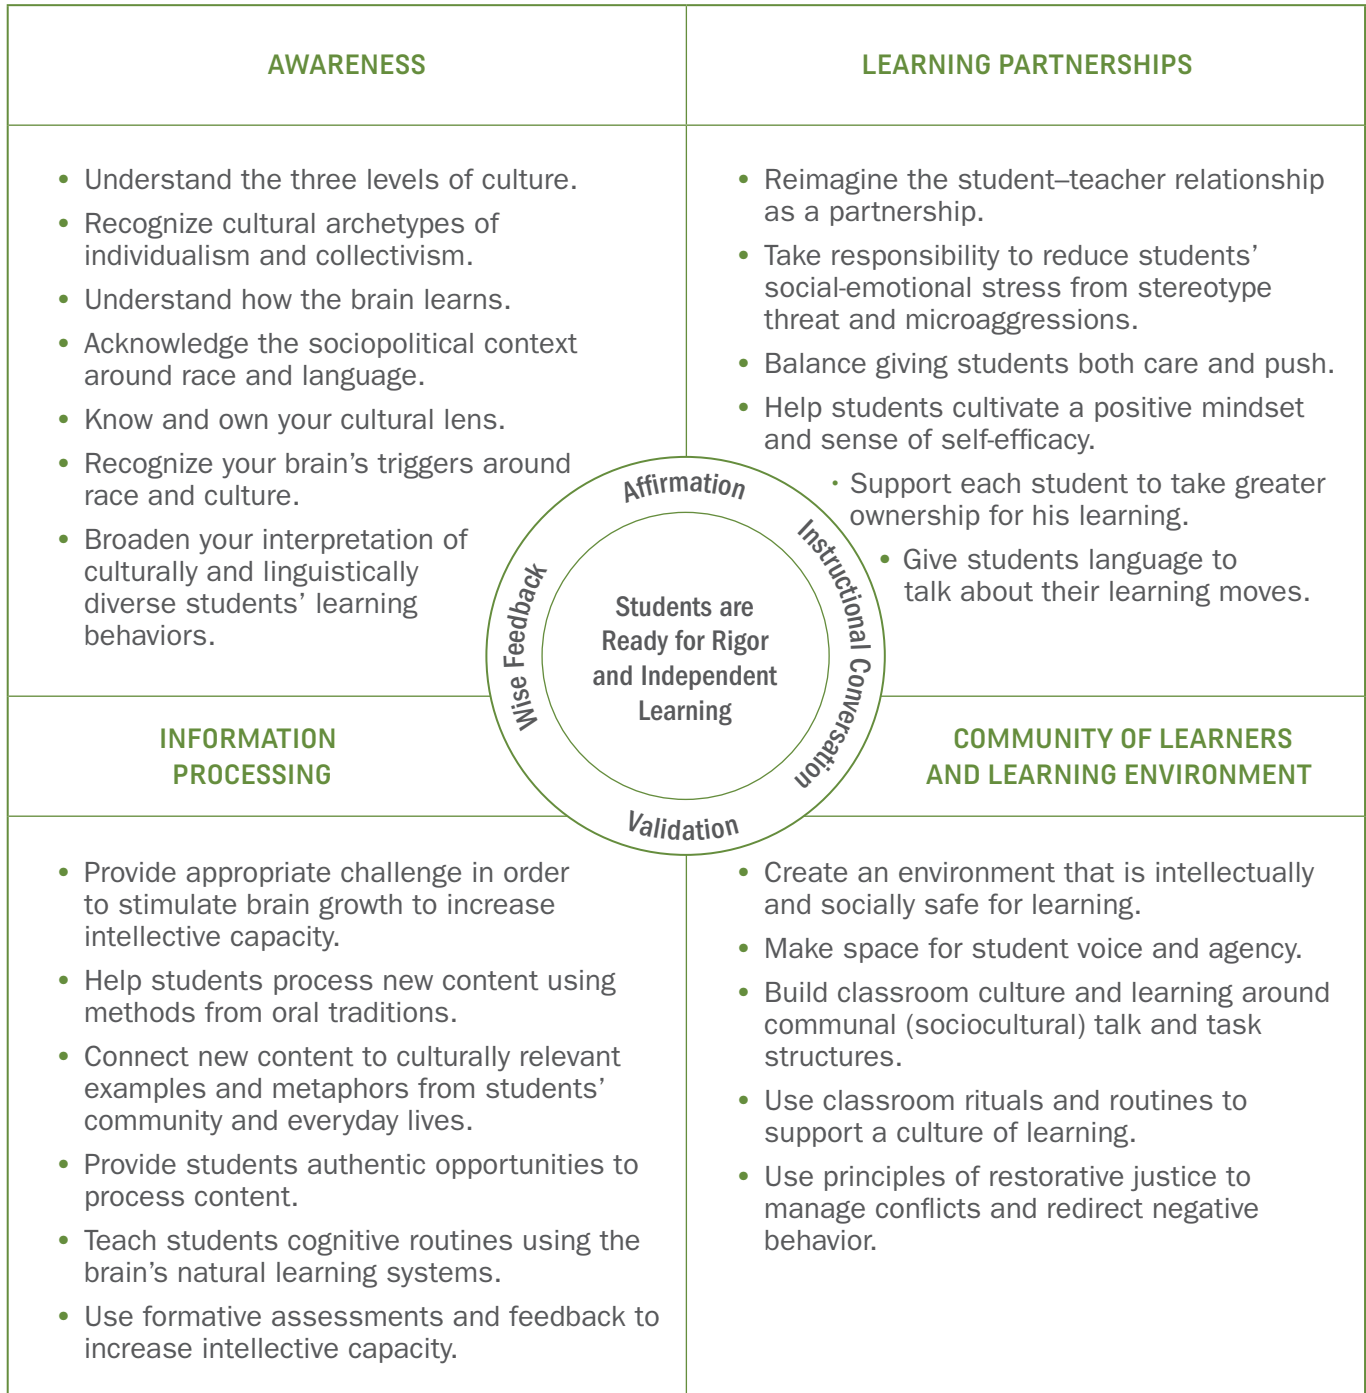 AWARENESS
• Understand the three levels of culture.
• Recognize cultural archetypes of
individualism and collectivism.
• Understand how the brain learns.
• Acknowledge the sociopolitical context
around race and language.
• Know and own your cultural lens.
• Recognize your brain’s triggers around
race and culture.
• Broaden your interpretation of
culturally and linguistically
diverse students’ learning
behaviors.
LEARNING PARTNERSHIPS
• Reimagine the student–teacher relationship
as a partnership.
• Take responsibility to reduce students’
social-emotional stress from stereotype
threat and microaggressions.
• Balance giving students both care and push.
• Help students cultivate a positive mindset
and sense of self-efficacy.
• Support each student to take greater
ownership for his learning.
• Give students language to
talk about their learning moves.
Affirmation
Instructional Conversation
Validation
Wise Feedback
Students are
Ready for Rigor
and Independent
Learning
INFORMATION
PROCESSING
• Provide appropriate challenge in order
to stimulate brain growth to increase
intellective capacity.
• Help students process new content using
methods from oral traditions.
• Connect new content to culturally relevant
examples and metaphors from students’
community and everyday lives.
• Provide students authentic opportunities to
process content.
• Teach students cognitive routines using the
brain’s natural learning systems.
• Use formative assessments and feedback to
increase intellective capacity.
COMMUNITY OF LEARNERS
AND LEARNING ENVIRONMENT
• Create an environment that is intellectually
and socially safe for learning.
• Make space for student voice and agency.
• Build classroom culture and learning around
communal (sociocultural) talk and task
structures.
• Use classroom rituals and routines to
support a culture of learning.
• Use principles of restorative justice to
manage conflicts and redirect negative
behavior.